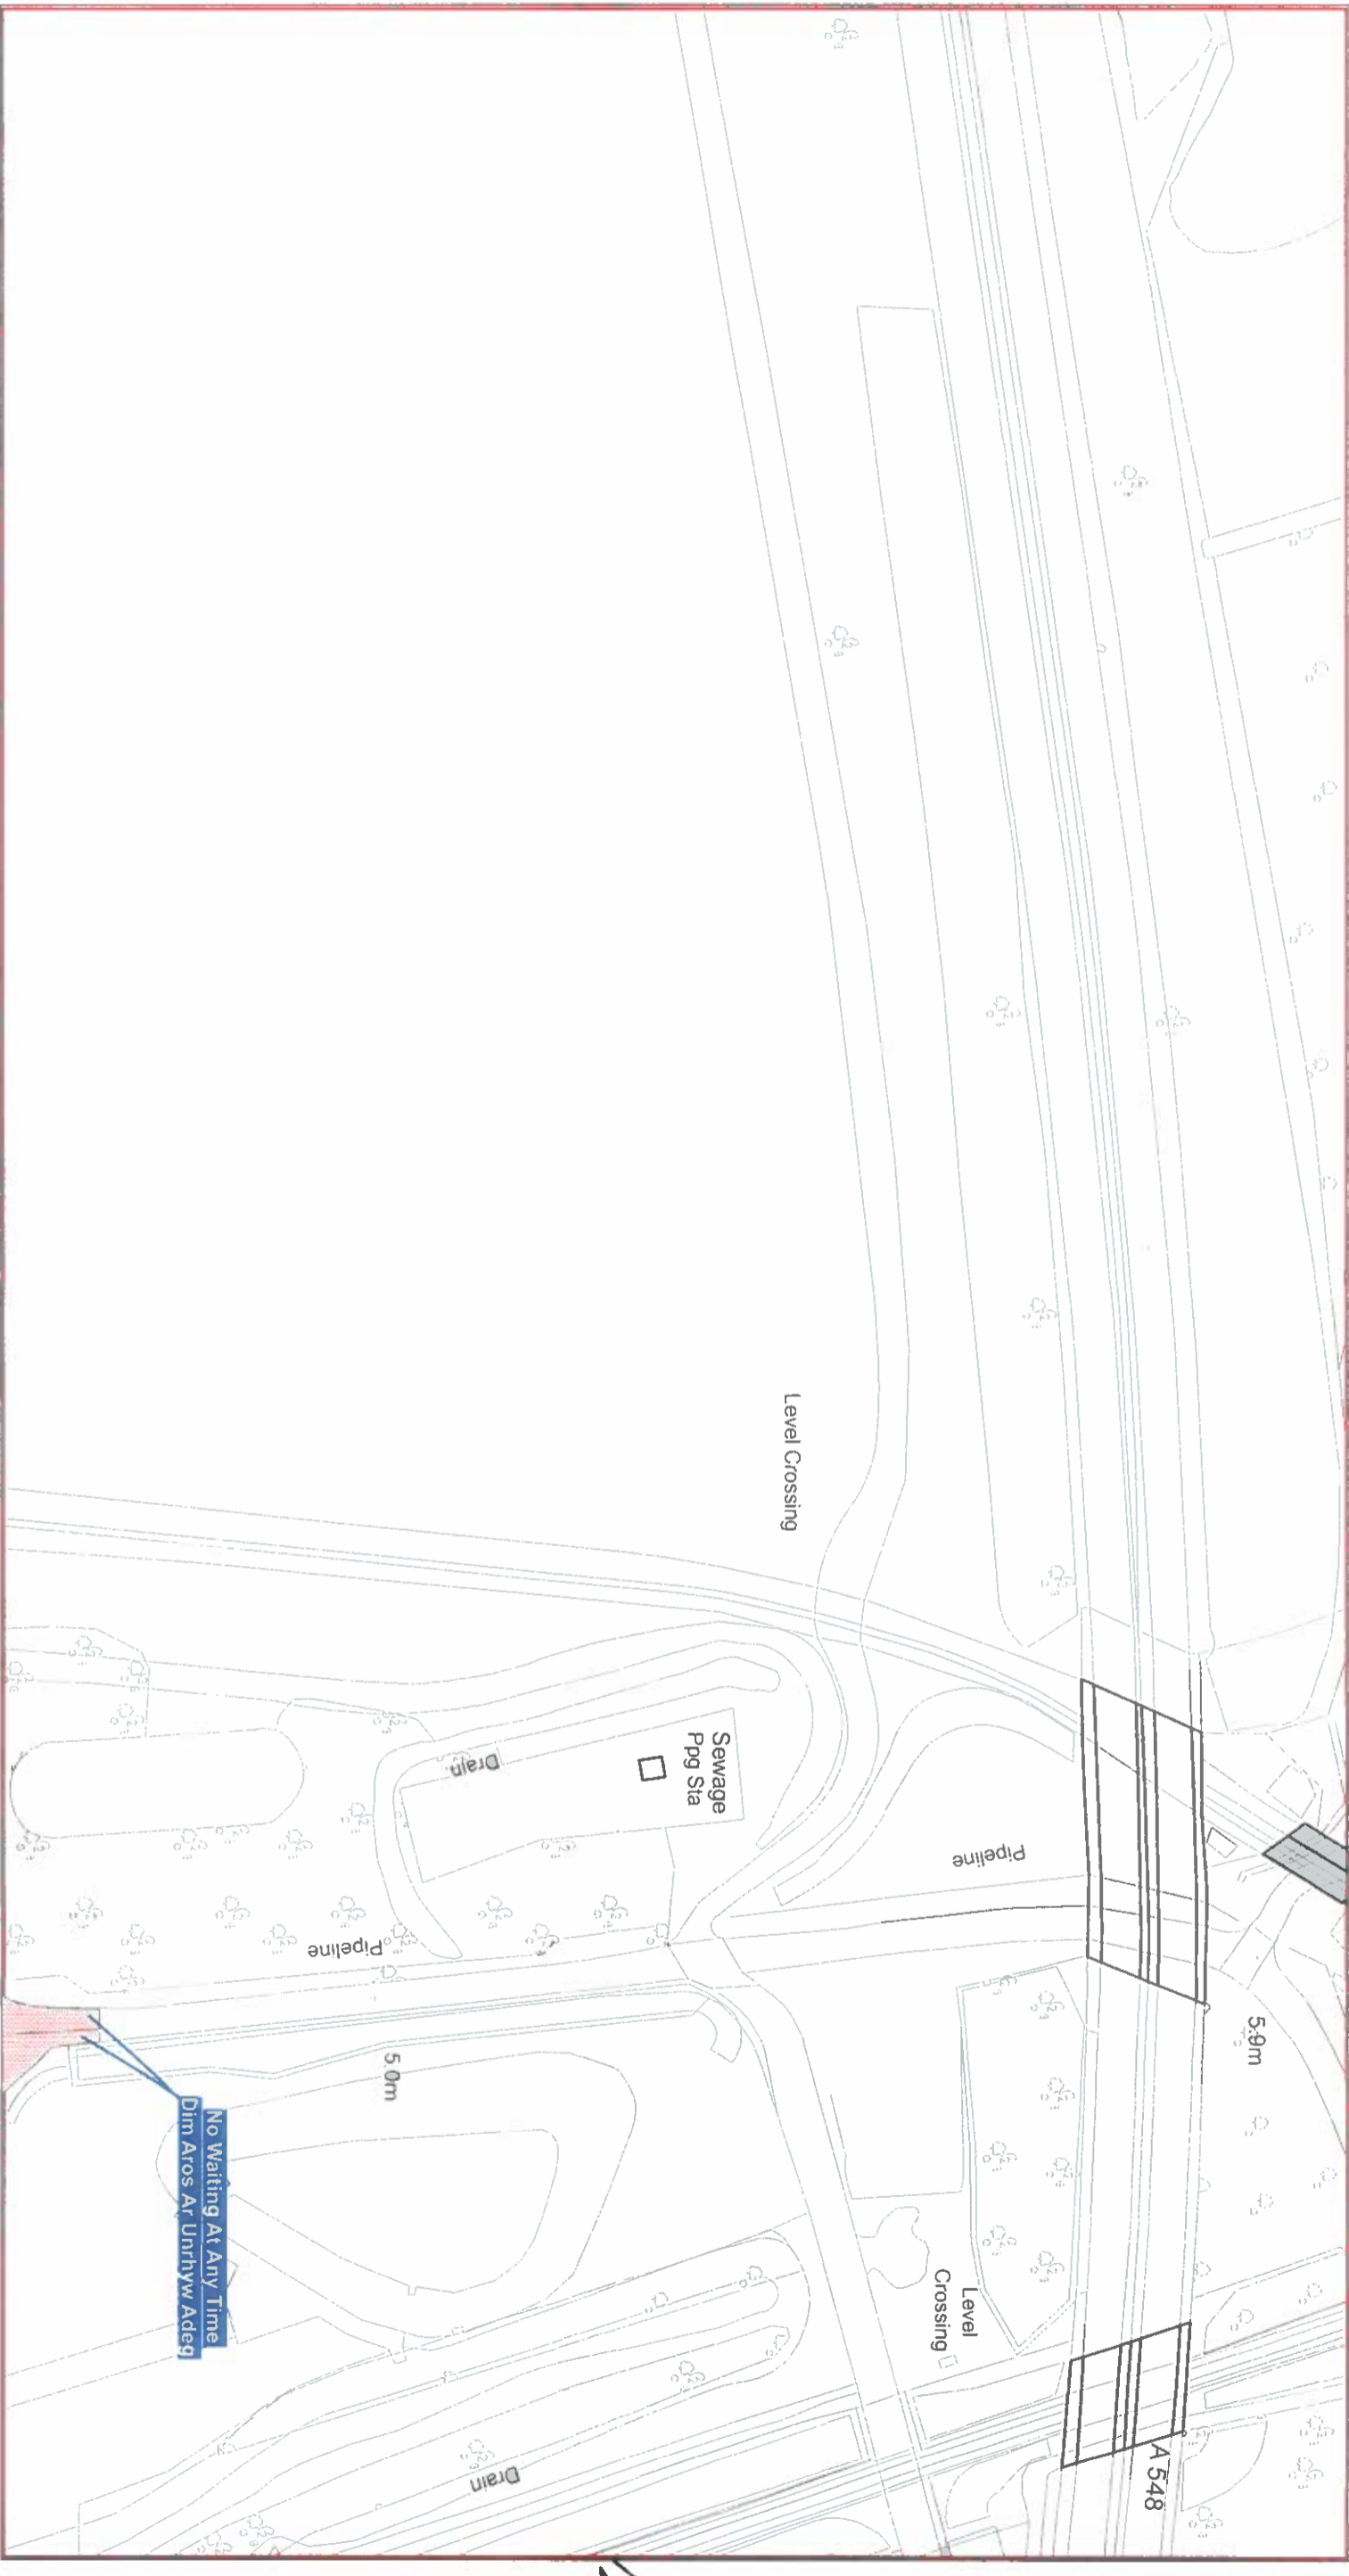 A 548
5.9m
Level
Crossing
Pipeline
Level Crossing
Sewage
Ppg Sta
Drain
Drain
5.0m
Pipeline
No Waiting At Any Time
Dim Aros Ar Unrhyw Adeg